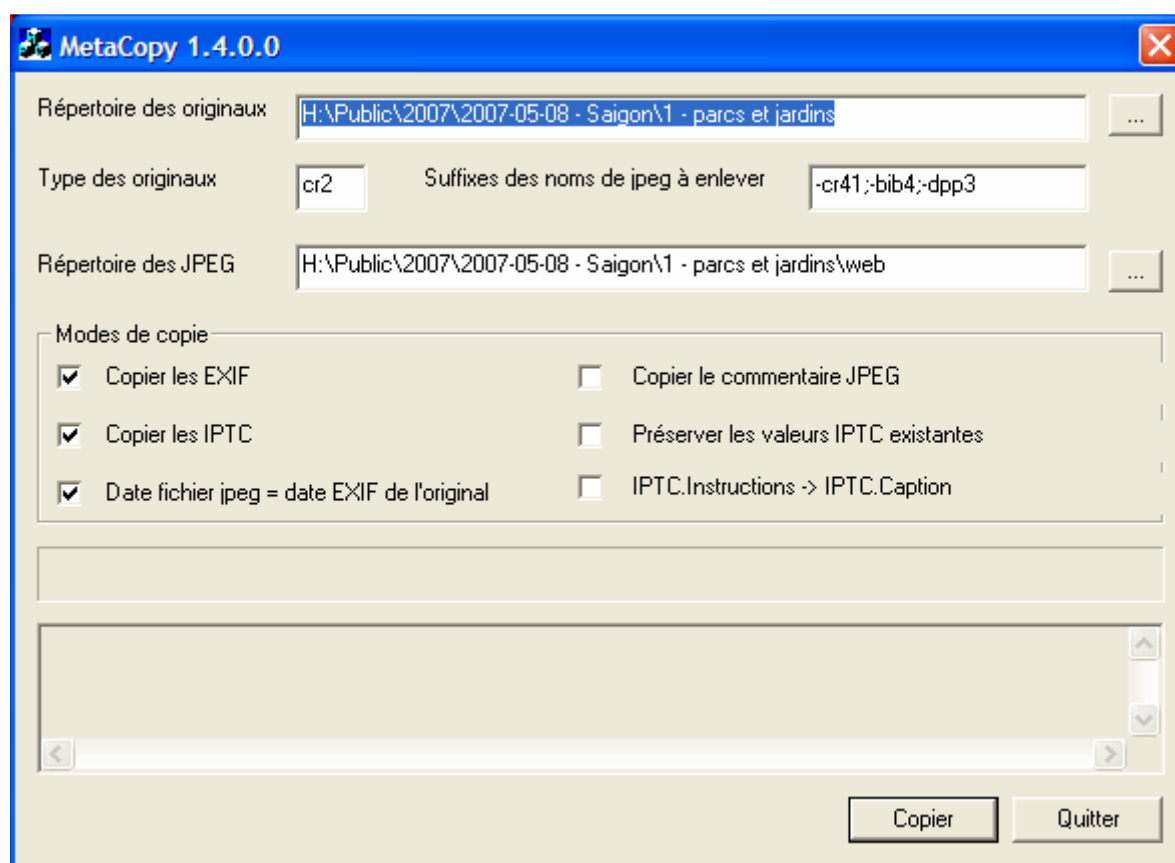 MetaCopy 1.4.0.0
Répertoire des originaux H:\Public\2007\2007-05-08 - Saigon\1 - parcs et jardins ...
Type des originaux cr2 Suffixes des noms de jpeg à enlever -cr41;-bib4;-dpp3
Répertoire des JPEG H:\Public\2007\2007-05-08 - Saigon\1 - parcs et jardins\web ...
Modes de copie
Copier les EXIF Copier le commentaire JPEG
Copier les IPTC Préserver les valeurs IPTC existantes
Date fichier jpeg = date EXIF de l'original IPTC.Instructions -> IPTC.Caption
Copier Quitter